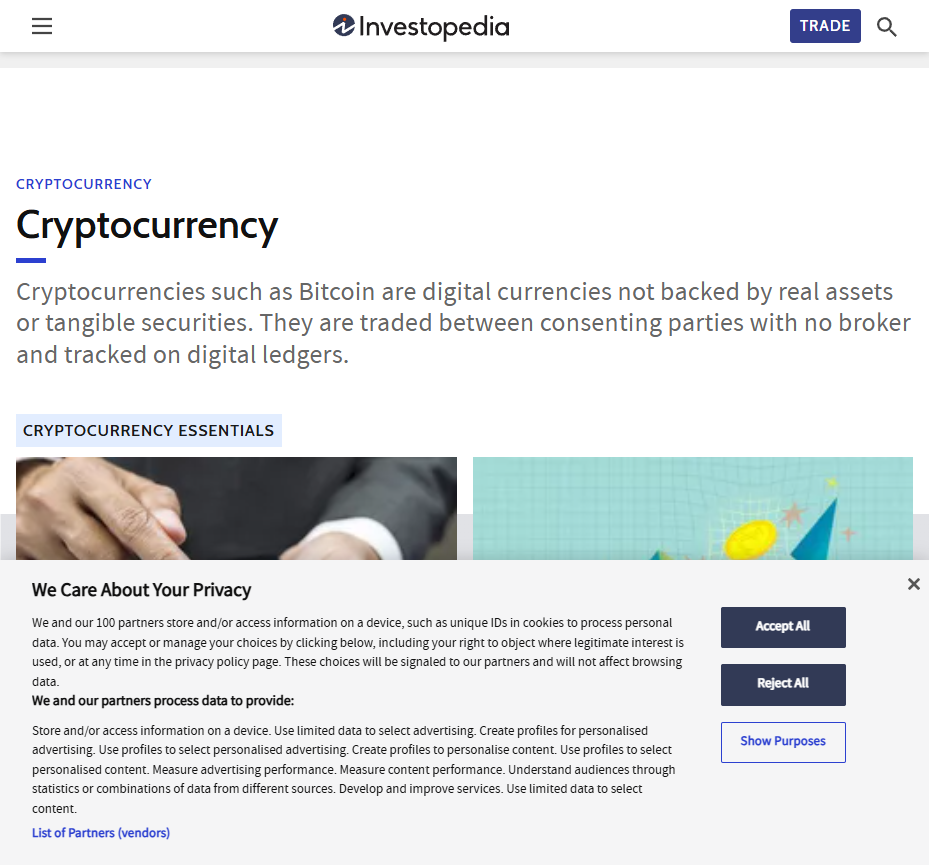 Investopedia
TRADE
CRYPTOCURRENCY
Cryptocurrency
Cryptocurrencies such as Bitcoin are digital currencies not backed by real assets
or tangible securities. They are traded between consenting parties with no broker
and tracked on digital ledgers.
CRYPTOCURRENCY ESSENTIALS
We Care About Your Privacy
We and our 100 partners store and/or access information on a device, such as unique IDs in cookies to process personal
data. You may accept or manage your choices by clicking below, including your right to object where legitimate interest is
used, or at any time in the privacy policy page. These choices will be signaled to our partners and will not affect browsing
data.
We and our partners process data to provide:
Store and/or access information on a device. Use limited data to select advertising. Create profiles for personalised
advertising. Use profiles to select personalised advertising. Create profiles to personalise content. Use profiles to select
personalised content. Measure advertising performance. Measure content performance. Understand audiences through
statistics or combinations of data from different sources. Develop and improve services. Use limited data to select
content.
List of Partners (vendors)
Accept All
Reject All
Show Purposes